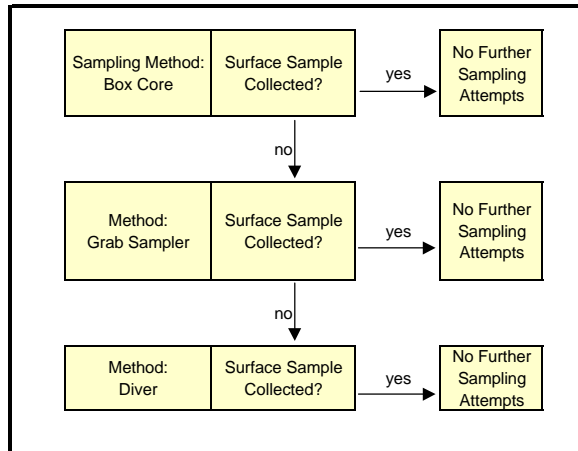 Sampling Method:
Box Core
Surface Sample
Collected?
yes
No Further
Sampling
Attempts
no
Method:
Grab Sampler
Surface Sample
Collected?
yes
No Further
Sampling
Attempts
no
Method:
Diver
Surface Sample
Collected?
yes
No Further
Sampling
Attempts